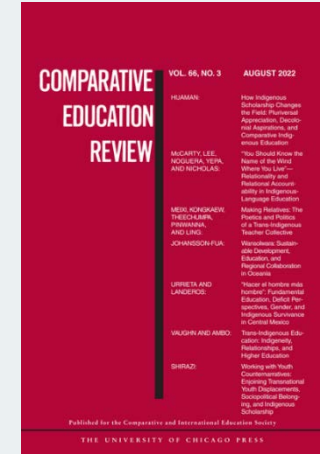 COMPARATIVE
EDUCATION
REVIEW
VOL. 66, NO. 3 AUGUST 2022
HUAMAN:
How Indigenous
Scholarship Changes
the Field: Pluriversal
Appreciation, Decolo-
nial Aspirations, and
Comparative Indig-
enous Education
McCARTY, LEE,
NOGUERA, YEPA,
AND NICHOLAS:
"You Should Know the
Name of the Wind
Where You Live"—
Relationality and
Relational Account-
ability in Indigenous-
Language Education
MEIXI, KONGKAEW,
THEECHUMPA,
PINWANNA,
AND LING:
Making Relatives: The
Poetics and Politics
of a Trans-Indigenous
Teacher Collective
JOHANSSON-FUA:
Wansolwara: Sustain-
able Development,
Education, and
Regional Collaboration
in Oceania
URRIETA AND
LANDEROS:
"Hacer el hombre más
hombre": Fundamental
Education, Deficit Per-
spectives, Gender, and
Indigenous Survivance
in Central Mexico
VAUGHN AND AMBO:
Trans-Indigenous Edu-
cation: Indigeneity,
Relationships, and
Higher Education
SHIRAZI:
Working with Youth
Counternarratives:
Enjoining Transnational
Youth Displacements,
Sociopolitical Belong-
ing, and Indigenous
Scholarship
Published for the Comparative and International Education Society
THE UNIVERSITY OF CHICAGO PRESS